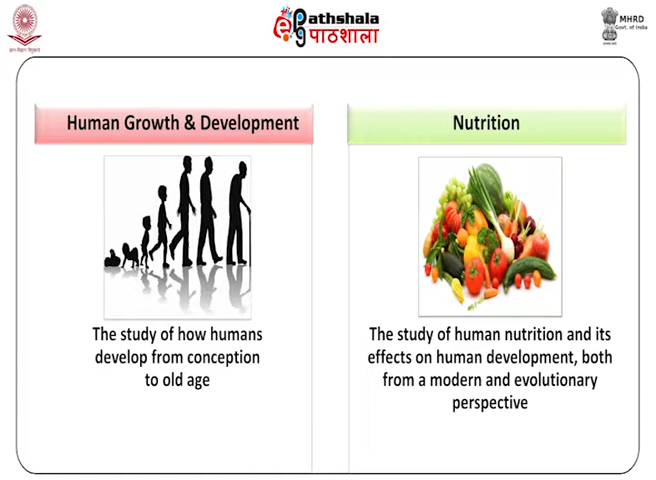 ePathshala
पाठशाला
MHRD
Govt. of India
Human Growth & Development
The study of how humans
develop from conception
to old age
Nutrition
The study of human nutrition and its
effects on human development, both
from a modern and evolutionary
perspective